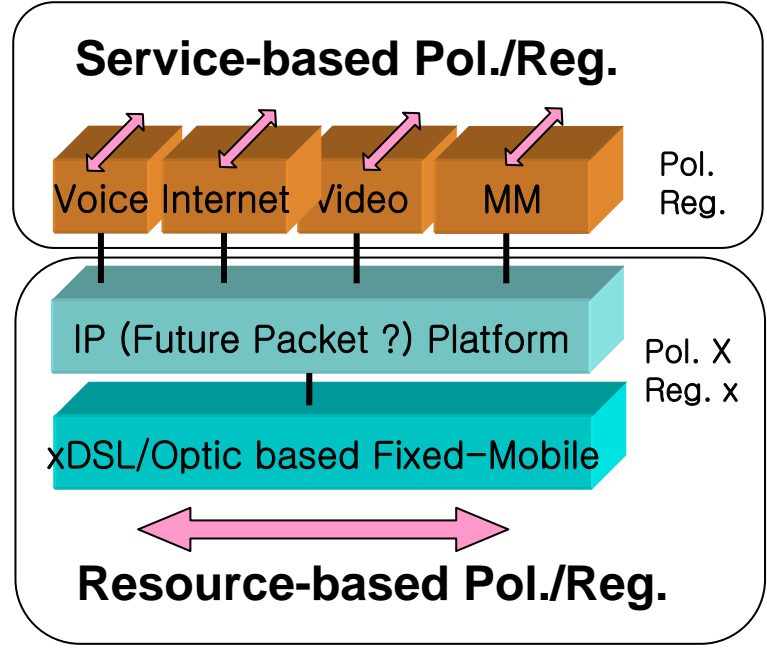 Service-based Pol./Reg.
Voice Internet Video MM
Pol.
Reg.
IP (Future Packet ?) Platform
Pol. X
Reg. x
xDSL/Optic based Fixed-Mobile
Resource-based Pol./Reg.